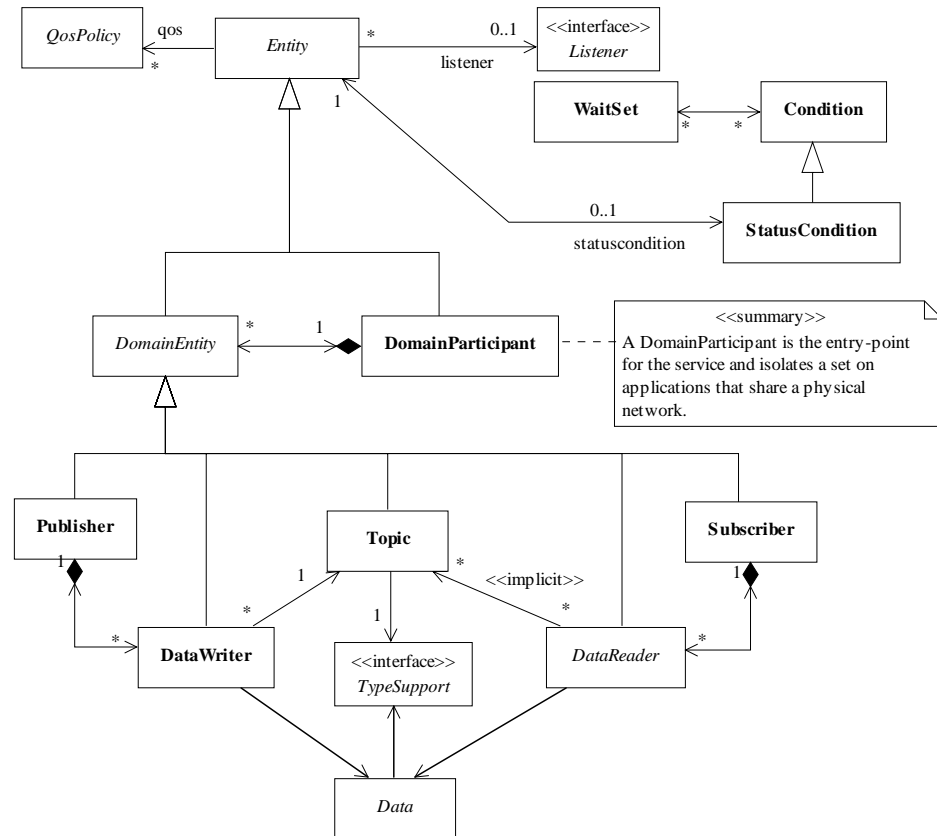 QosPolicy
qos
*
Entity
*
0..1
listener
<<interface>>
Listener
1
WaitSet
*
*
Condition
0..1
statuscondition
StatusCondition
DomainEntity
*
1
DomainParticipant
<<summary>>
A DomainParticipant is the entry-point
for the service and isolates a set on
applications that share a physical
network.
Publisher
1
Topic
Subscriber
1
1
*
*
<<implicit>>
*
1
*
DataWriter
<<interface>>
TypeSupport
DataReader
*
Data